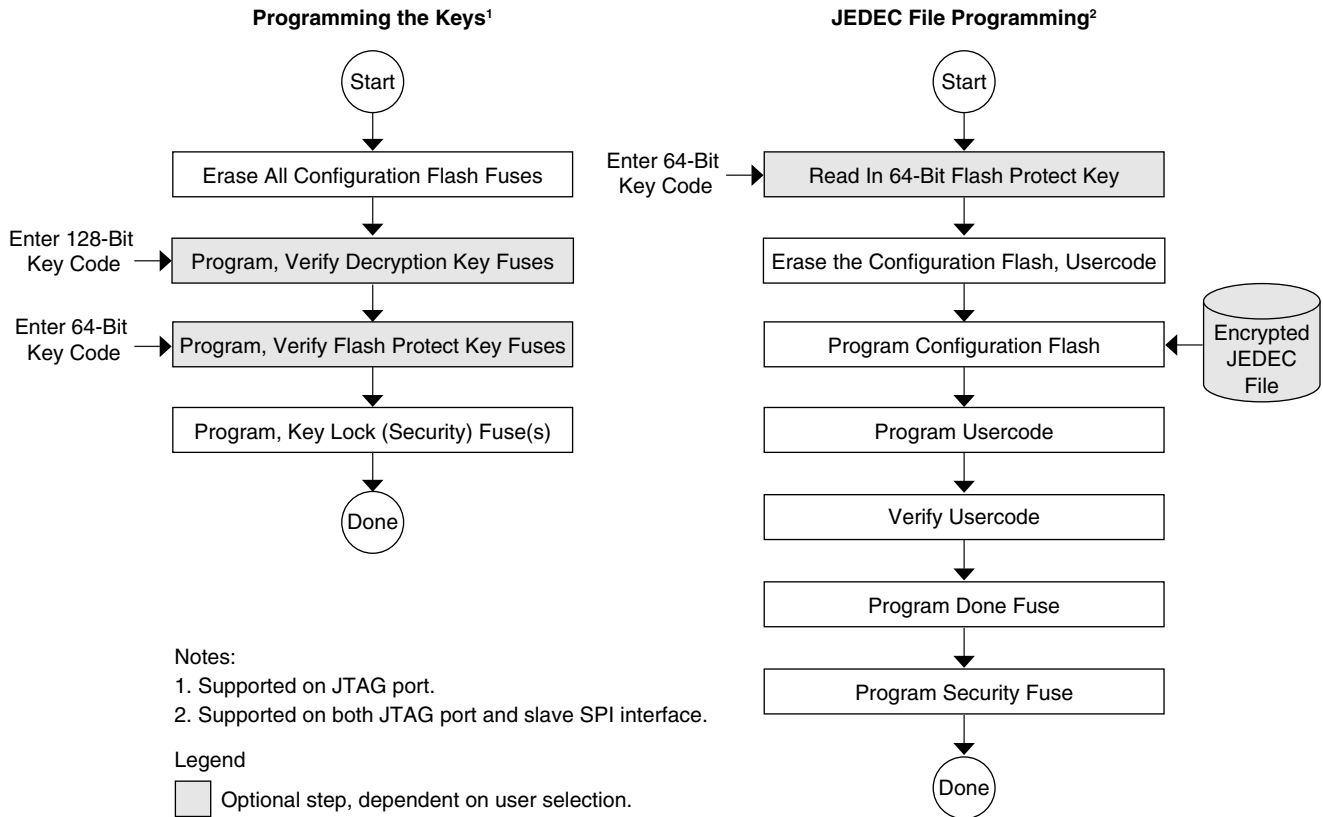 Programming the Keys¹
Start
Erase All Configuration Flash Fuses
Enter 128-Bit
Key Code
Program, Verify Decryption Key Fuses
Enter 64-Bit
Key Code
Program, Verify Flash Protect Key Fuses
Program, Key Lock (Security) Fuse(s)
Done
JEDEC File Programming²
Start
Enter 64-Bit
Key Code
Read In 64-Bit Flash Protect Key
Erase the Configuration Flash, Usercode
Program Configuration Flash
Encrypted
JEDEC
File
Program Usercode
Verify Usercode
Program Done Fuse
Program Security Fuse
Done
Notes:
1. Supported on JTAG port.
2. Supported on both JTAG port and slave SPI interface.
Legend
Optional step, dependent on user selection.